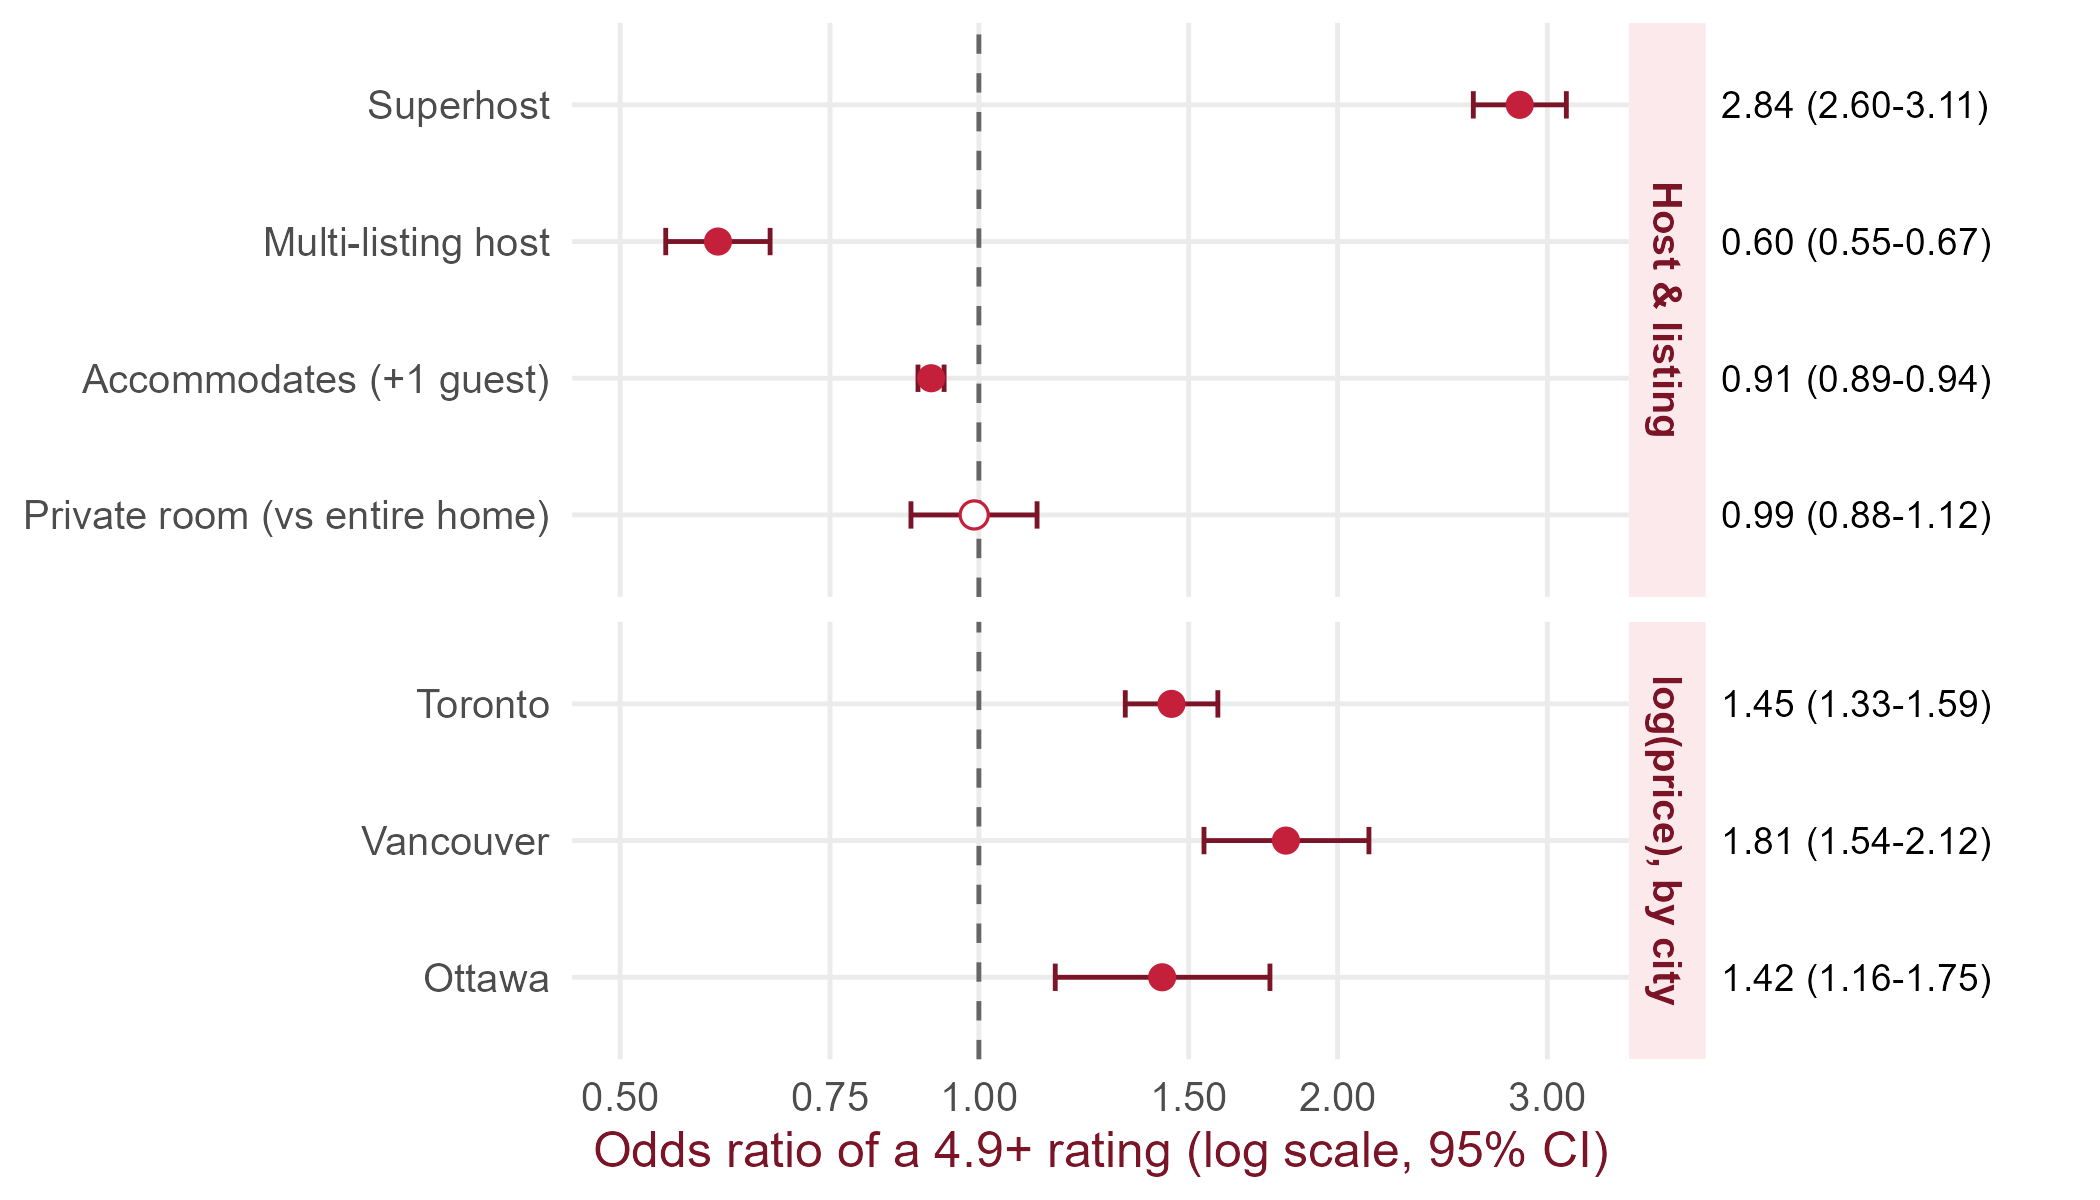 Superhost
2.84 (2.60-3.11)
Multi-listing host
0.60 (0.55-0.67)
Accommodates (+1 guest)
0.91 (0.89-0.94)
Private room (vs entire home)
0.99 (0.88-1.12)
Host & listing
Toronto
1.45 (1.33-1.59)
Vancouver
1.81 (1.54-2.12)
Ottawa
1.42 (1.16-1.75)
log(price), by city
0.50 0.75 1.00 1.50 2.00 3.00
Odds ratio of a 4.9+ rating (log scale, 95% CI)